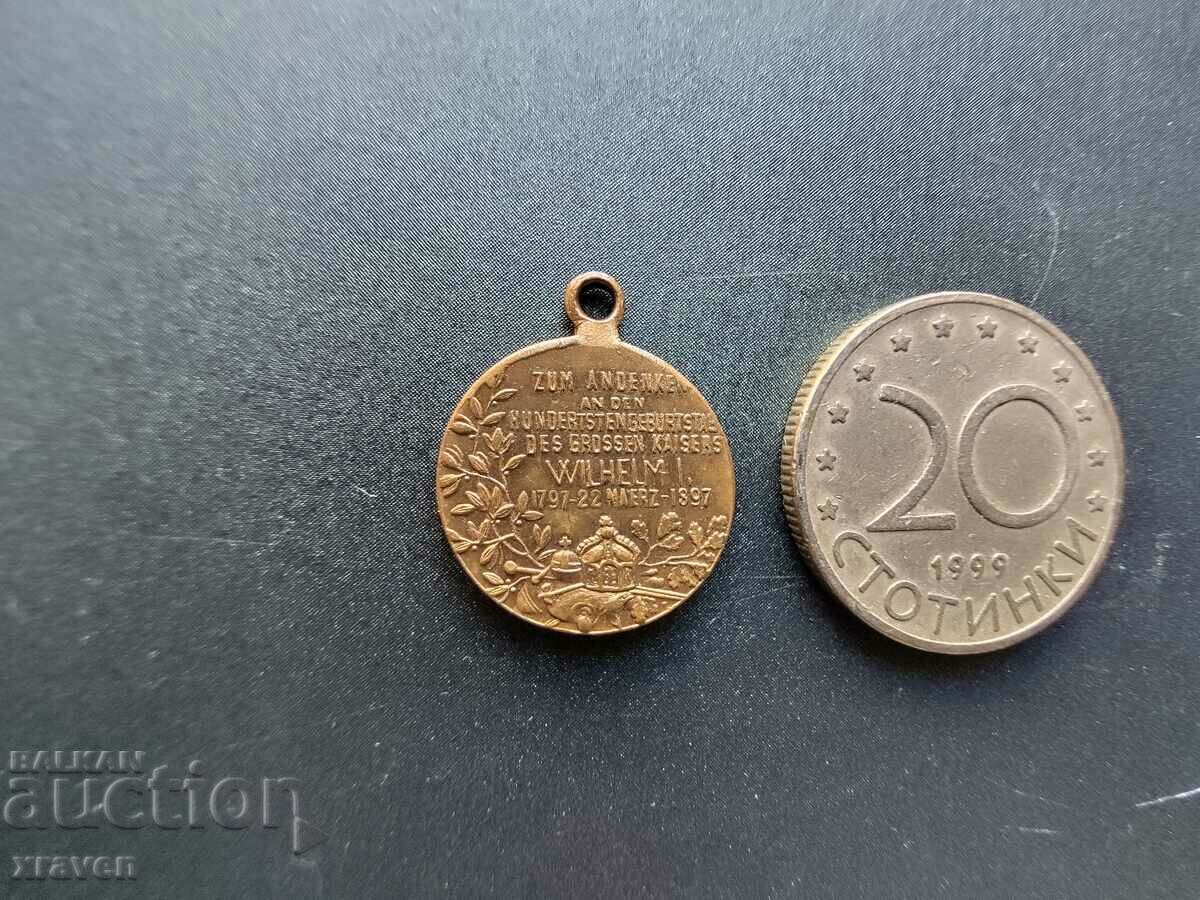 ZUM ANDENKEN
AN DEN
HUNDERTSTENGEBURTSTAG
DES GROSSEN KAISERS
WILHELM I.
1797-22 MAERZ-1897
20
1999
СТОТИНКИ
BALKAN
auction
xraven